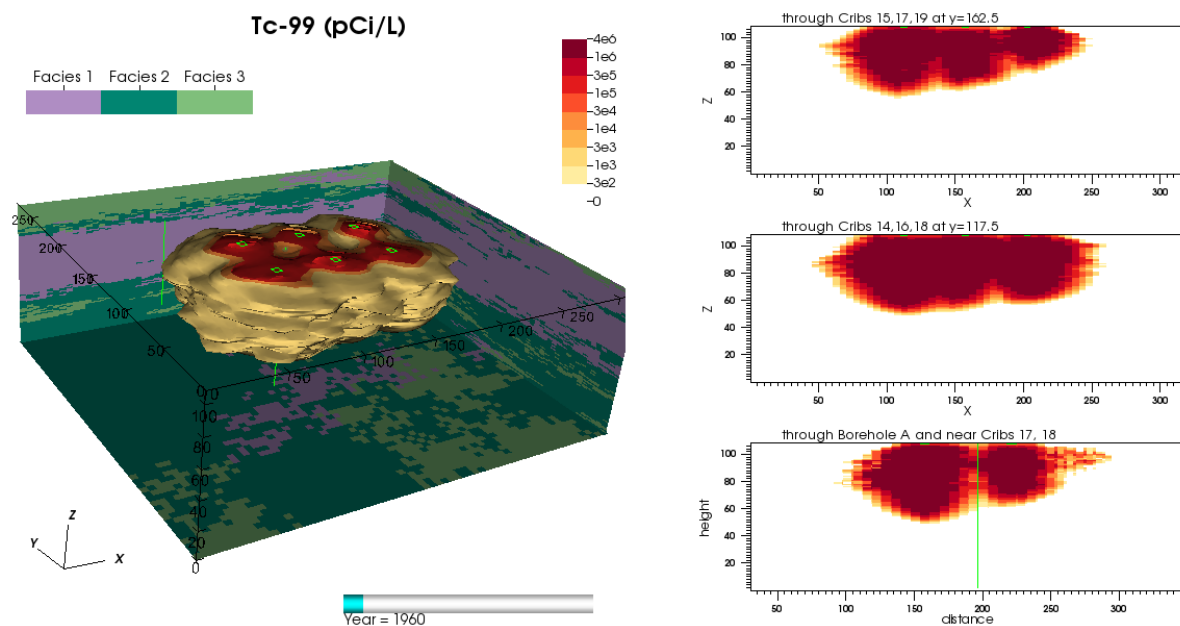 Tc-99 (pCi/L)
Facies 1 Facies 2 Facies 3
4e6
1e6
3e5
1e5
3e4
1e4
3e3
1e3
3e2
0
250
200
150
100
50
0
0
50
100
150
200
250
100
80
60
40
20
0
Z
Y
X
Year = 1960
through Cribs 15,17,19 at y=162.5
Z
100
80
60
40
20
50 100 150 200 250 300
X
through Cribs 14,16,18 at y=117.5
Z
100
80
60
40
20
50 100 150 200 250 300
X
through Borehole A and near Cribs 17, 18
height
100
80
60
40
20
50 100 150 200 250 300
distance